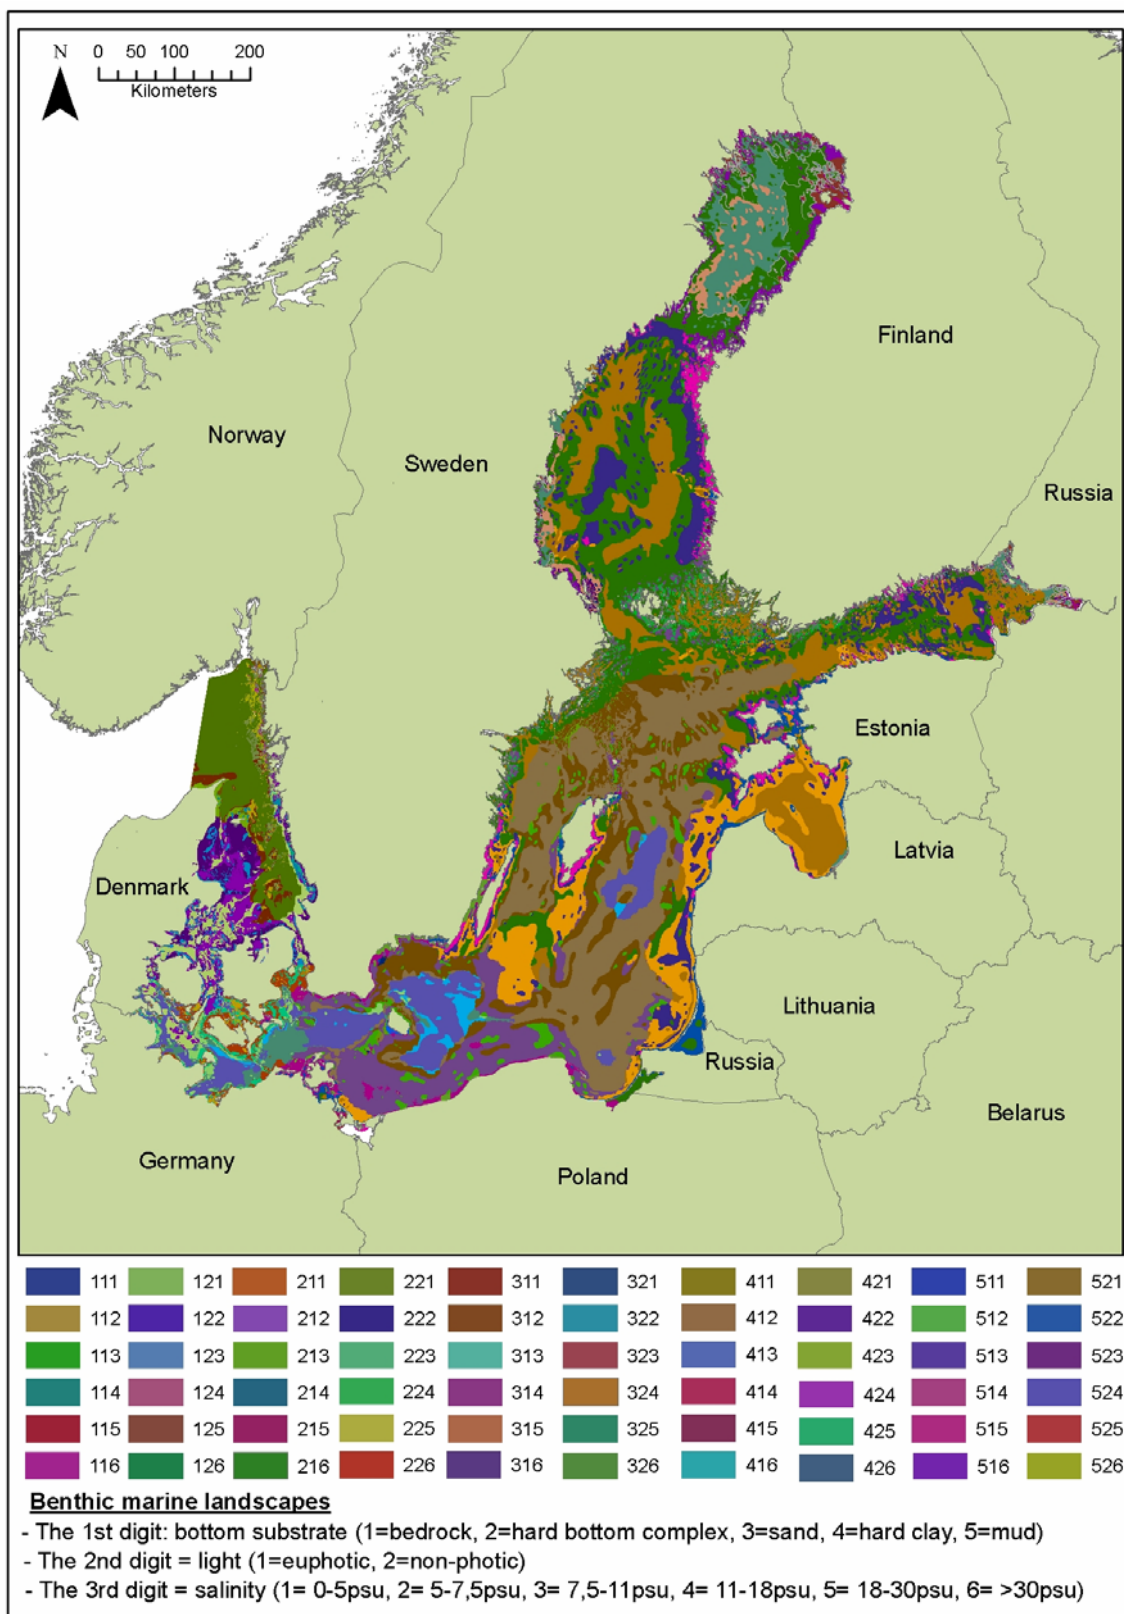 N 0 50 100 200
Kilometers
Finland
Norway
Sweden
Russia
Estonia
Latvia
Denmark
Lithuania
Russia
Belarus
Germany
Poland
111 121 211 221 311 321 411 421 511 521
112 122 212 222 312 322 412 422 512 522
113 123 213 223 313 323 413 423 513 523
114 124 214 224 314 324 414 424 514 524
115 125 215 225 315 325 415 425 515 525
116 126 216 226 316 326 416 426 516 526
Benthic marine landscapes
- The 1st digit: bottom substrate (1=bedrock, 2=hard bottom complex, 3=sand, 4=hard clay, 5=mud)
- The 2nd digit = light (1=euphotic, 2=non-photic)
- The 3rd digit = salinity (1= 0-5psu, 2= 5-7,5psu, 3= 7,5-11psu, 4= 11-18psu, 5= 18-30psu, 6= >30psu)